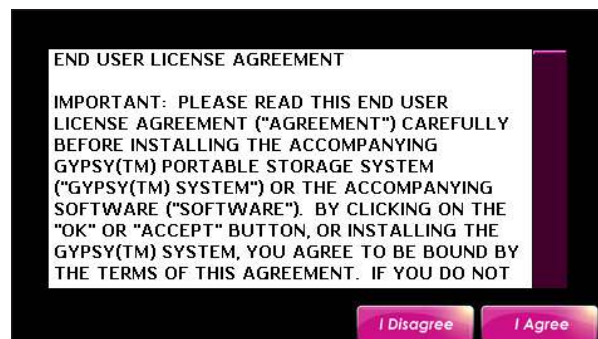 END USER LICENSE AGREEMENT
IMPORTANT: PLEASE READ THIS END USER
LICENSE AGREEMENT ("AGREEMENT") CAREFULLY
BEFORE INSTALLING THE ACCOMPANYING
GYPSY(TM) PORTABLE STORAGE SYSTEM
("GYPSY(TM) SYSTEM") OR THE ACCOMPANYING
SOFTWARE ("SOFTWARE"). BY CLICKING ON THE
"OK" OR "ACCEPT" BUTTON, OR INSTALLING THE
GYPSY(TM) SYSTEM, YOU AGREE TO BE BOUND BY
THE TERMS OF THIS AGREEMENT. IF YOU DO NOT
I Disagree I Agree